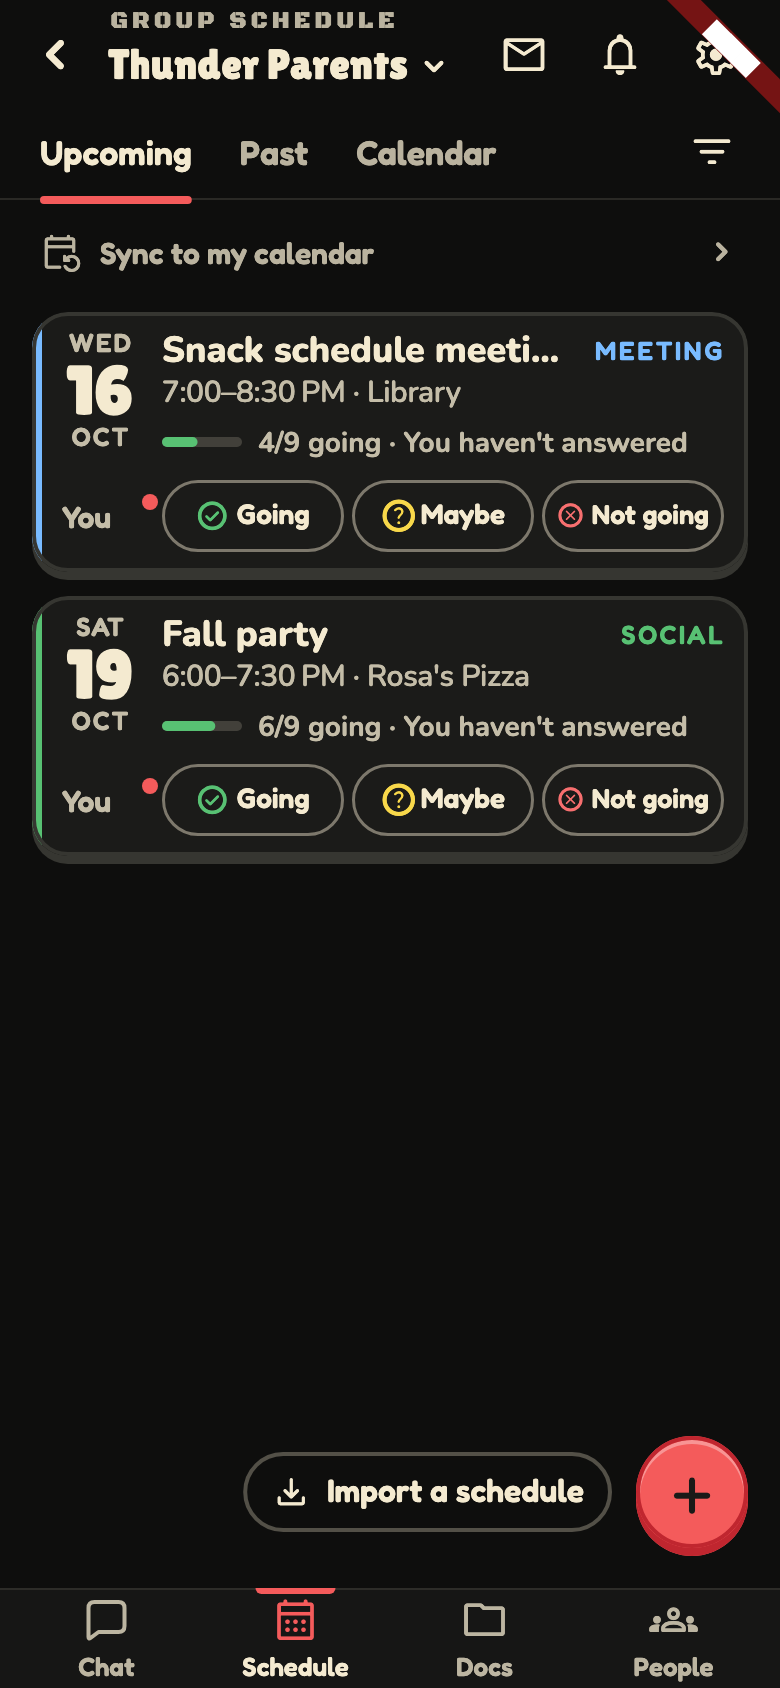 GROUP SCHEDULE
Thunder Parents
Upcoming Past Calendar
Sync to my calendar
WED
16
OCT
Snack schedule meeti... MEETING
7:00–8:30 PM · Library
4/9 going · You haven't answered
You Going Maybe Not going
SAT
19
OCT
Fall party SOCIAL
6:00–7:30 PM · Rosa's Pizza
6/9 going · You haven't answered
You Going Maybe Not going
Import a schedule
Chat Schedule Docs People